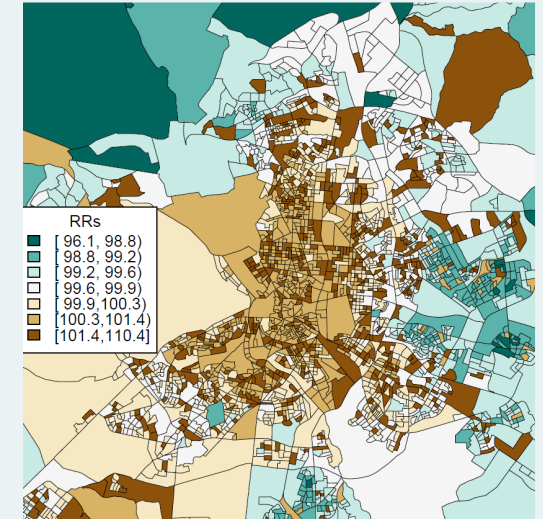 RRs
[ 96.1, 98.8)
[ 98.8, 99.2)
[ 99.2, 99.6)
[ 99.6, 99.9)
[ 99.9,100.3)
[100.3,101.4)
[101.4,110.4]